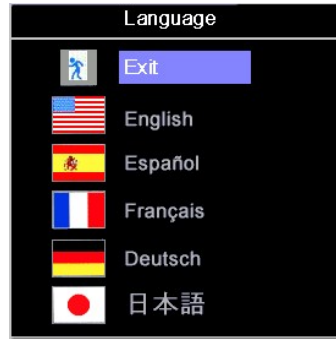 Language
Exit
English
Español
Français
Deutsch
日本語